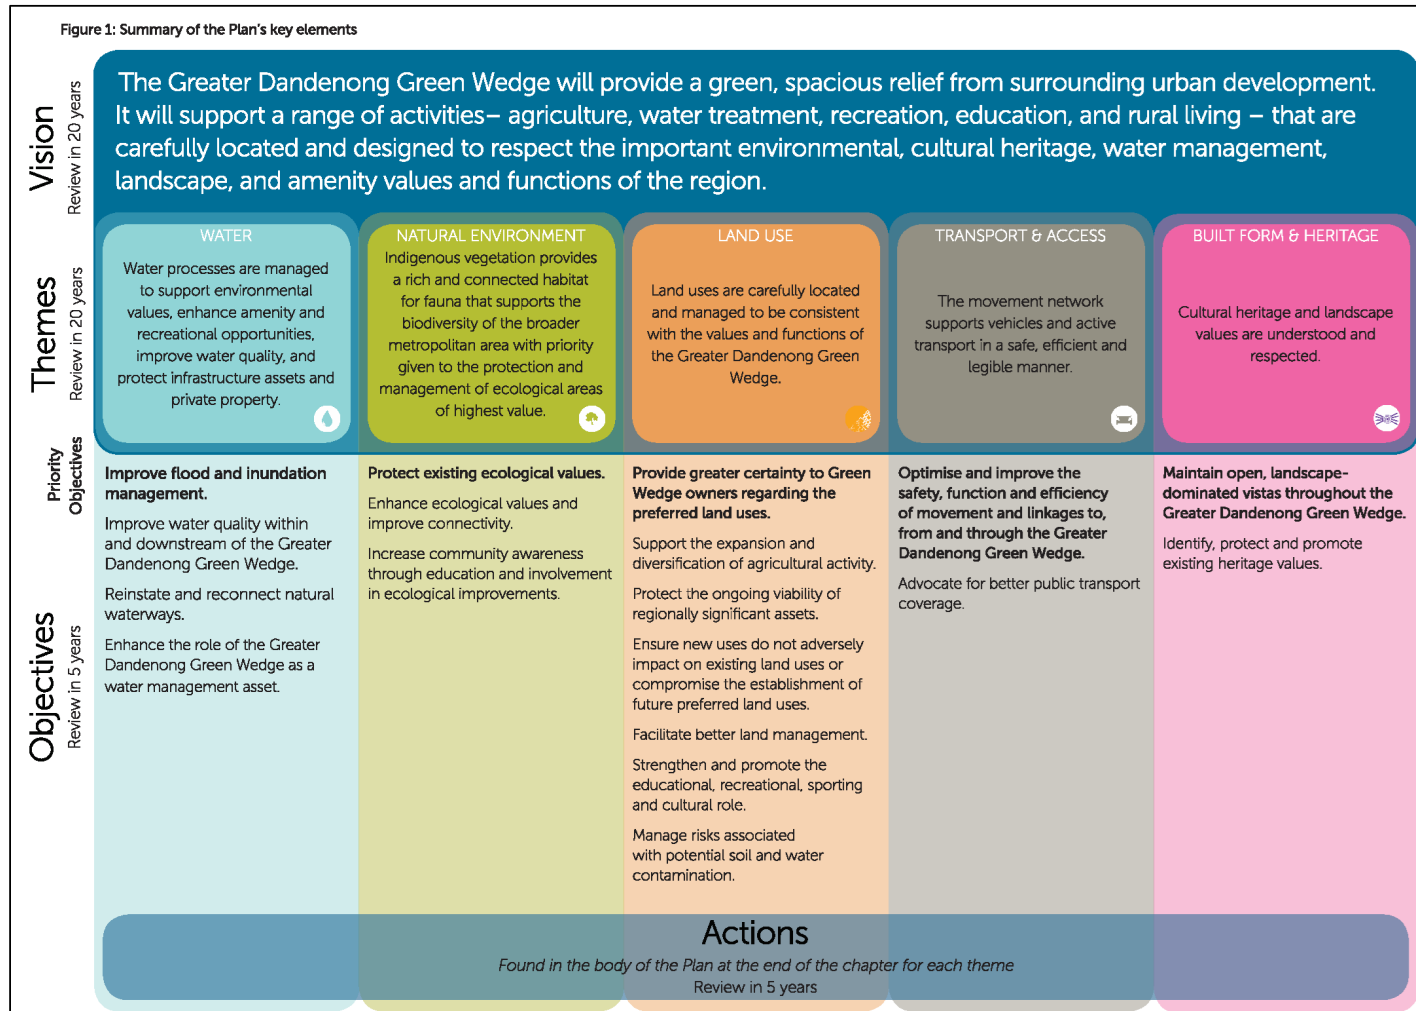 Figure 1: Summary of the Plan's key elements
Vision
Review in 20 years
The Greater Dandenong Green Wedge will provide a green, spacious relief from surrounding urban development.
It will support a range of activities– agriculture, water treatment, recreation, education, and rural living – that are
carefully located and designed to respect the important environmental, cultural heritage, water management,
landscape, and amenity values and functions of the region.
Themes
Review in 20 years
WATER
Water processes are managed
to support environmental
values, enhance amenity and
recreational opportunities,
improve water quality, and
protect infrastructure assets and
private property.
NATURAL ENVIRONMENT
Indigenous vegetation provides
a rich and connected habitat
for fauna that supports the
biodiversity of the broader
metropolitan area with priority
given to the protection and
management of ecological areas
of highest value.
LAND USE
Land uses are carefully located
and managed to be consistent
with the values and functions of
the Greater Dandenong Green
Wedge.
TRANSPORT & ACCESS
The movement network
supports vehicles and active
transport in a safe, efficient and
legible manner.
BUILT FORM & HERITAGE
Cultural heritage and landscape
values are understood and
respected.
Priority
Objectives
Objectives
Review in 5 years
Improve flood and inundation
management.
Improve water quality within
and downstream of the Greater
Dandenong Green Wedge.
Reinstate and reconnect natural
waterways.
Enhance the role of the Greater
Dandenong Green Wedge as a
water management asset.
Protect existing ecological values.
Enhance ecological values and
improve connectivity.
Increase community awareness
through education and involvement
in ecological improvements.
Provide greater certainty to Green
Wedge owners regarding the
preferred land uses.
Support the expansion and
diversification of agricultural activity.
Protect the ongoing viability of
regionally significant assets.
Ensure new uses do not adversely
impact on existing land uses or
compromise the establishment of
future preferred land uses.
Facilitate better land management.
Strengthen and promote the
educational, recreational, sporting
and cultural role.
Manage risks associated
with potential soil and water
contamination.
Optimise and improve the
safety, function and efficiency
of movement and linkages to,
from and through the Greater
Dandenong Green Wedge.
Advocate for better public transport
coverage.
Maintain open, landscape-
dominated vistas throughout the
Greater Dandenong Green Wedge.
Identify, protect and promote
existing heritage values.
Actions
Found in the body of the Plan at the end of the chapter for each theme
Review in 5 years